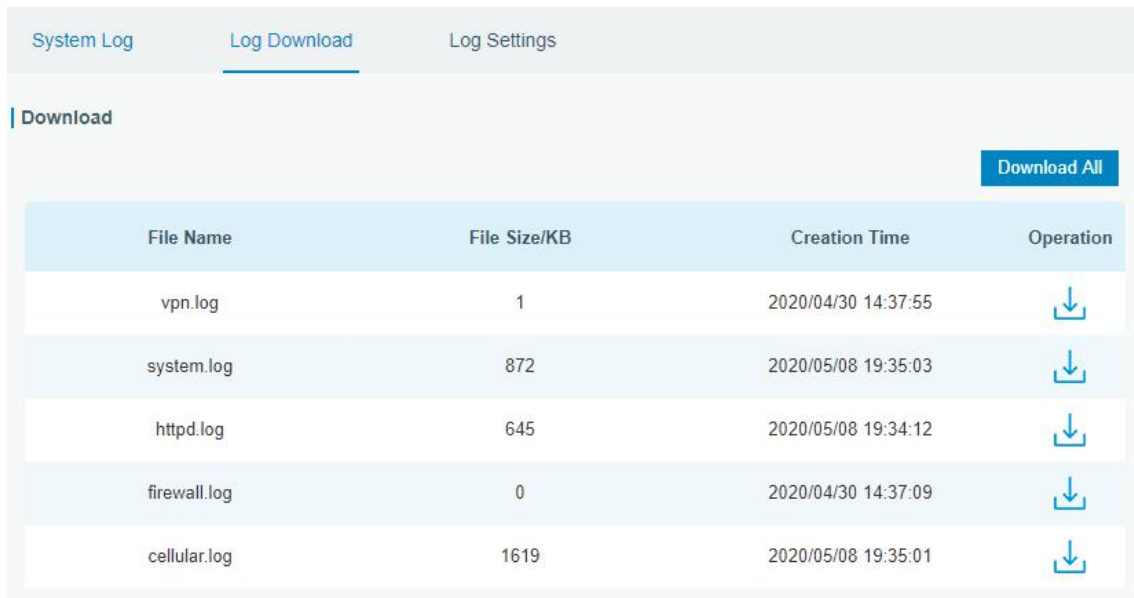 System Log Log Download Log Settings
Download
Download All
File Name File Size/KB Creation Time Operation
vpn.log 1 2020/04/30 14:37:55
system.log 872 2020/05/08 19:35:03
httpd.log 645 2020/05/08 19:34:12
firewall.log 0 2020/04/30 14:37:09
cellular.log 1619 2020/05/08 19:35:01